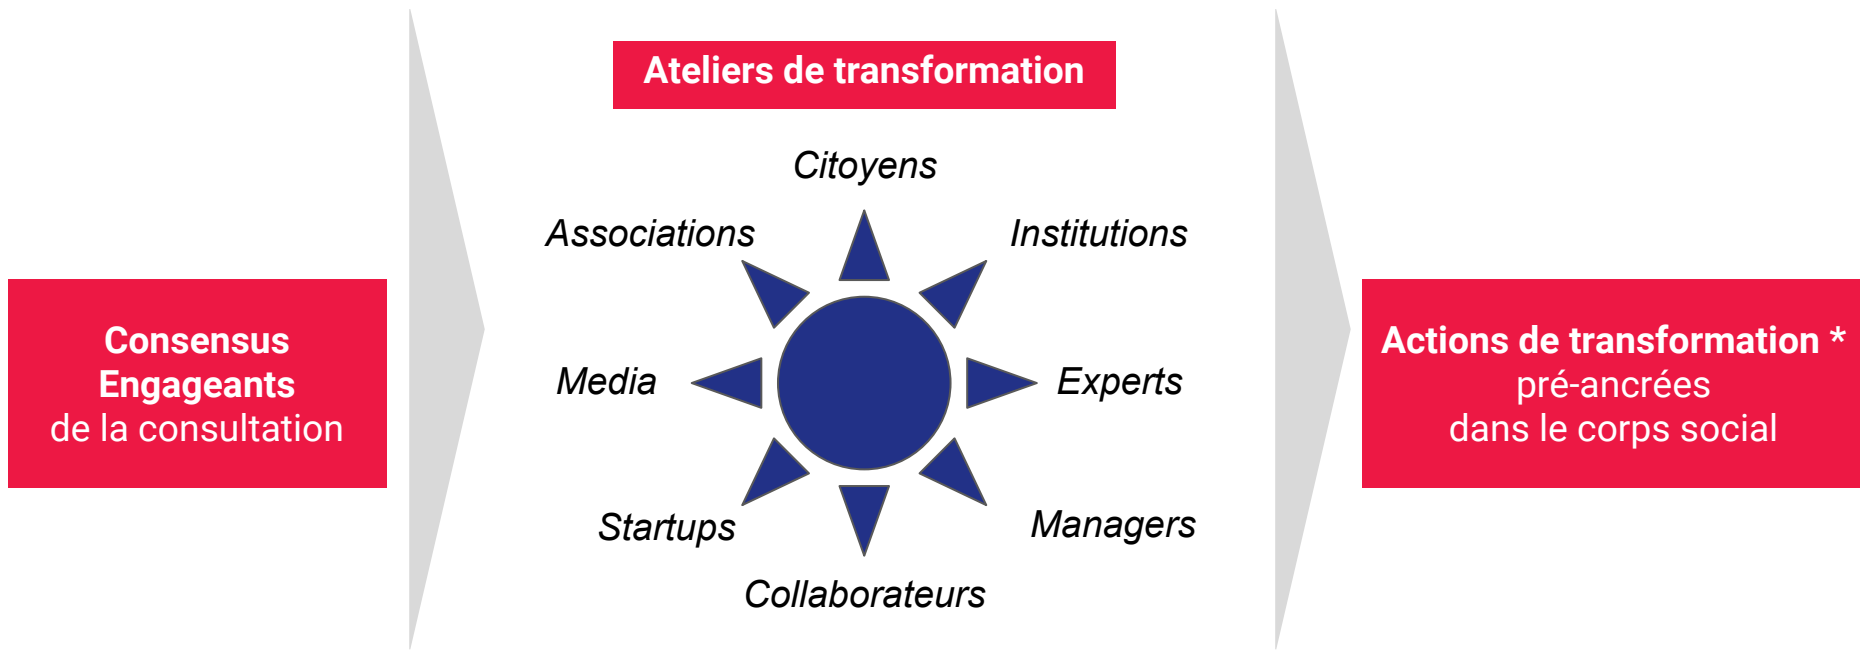 Consensus
Engageants
de la consultation
Ateliers de transformation
Citoyens
Associations
Institutions
Media
Experts
Startups
Managers
Collaborateurs
Actions de transformation *
pré-ancrées
dans le corps social